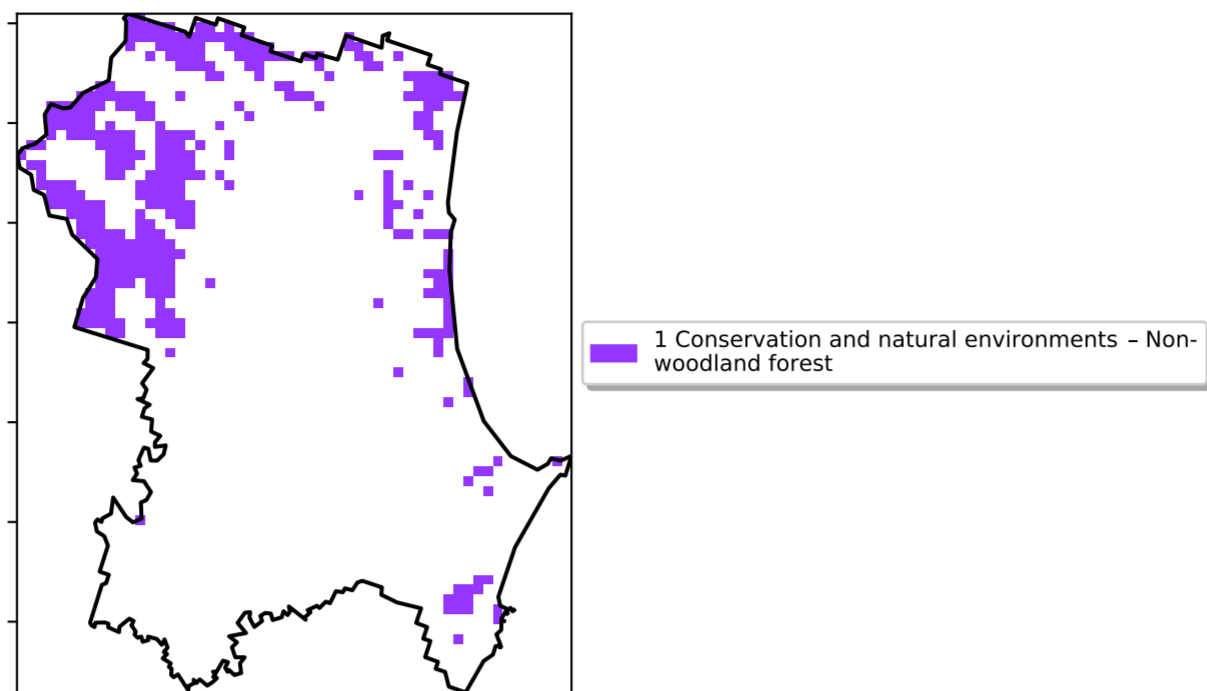 1 Conservation and natural environments – Non-
woodland forest